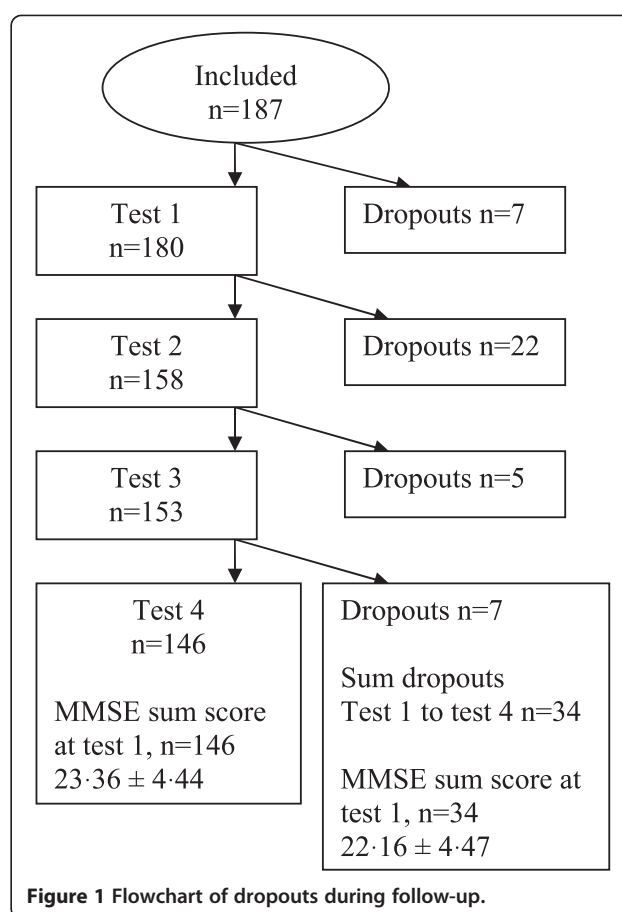 Included
n=187
Test 1
n=180
Dropouts n=7
Test 2
n=158
Dropouts n=22
Test 3
n=153
Dropouts n=5
Test 4
n=146
MMSE sum score
at test 1, n=146
23·36 ± 4·44
Dropouts n=7
Sum dropouts
Test 1 to test 4 n=34
MMSE sum score at
test 1, n=34
22·16 ± 4·47
Figure 1 Flowchart of dropouts during follow-up.